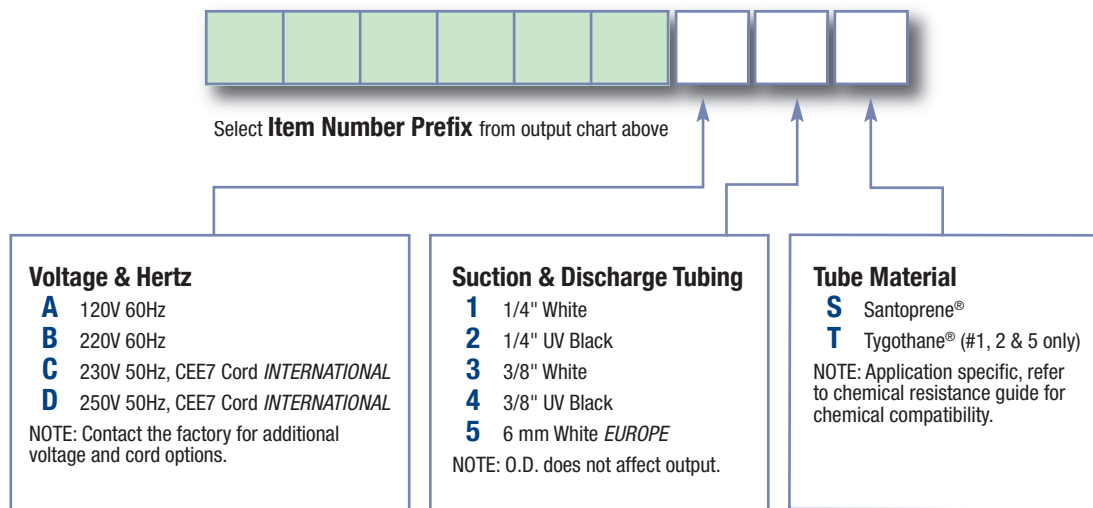 Select Item Number Prefix from output chart above
Voltage & Hertz
A 120V 60Hz
B 220V 60Hz
C 230V 50Hz, CEE7 Cord INTERNATIONAL
D 250V 50Hz, CEE7 Cord INTERNATIONAL
NOTE: Contact the factory for additional
voltage and cord options.
Suction & Discharge Tubing
1 1/4" White
2 1/4" UV Black
3 3/8" White
4 3/8" UV Black
5 6 mm White EUROPE
NOTE: O.D. does not affect output.
Tube Material
S Santoprene®
T Tygothane® (#1, 2 & 5 only)
NOTE: Application specific, refer
to chemical resistance guide for
chemical compatibility.